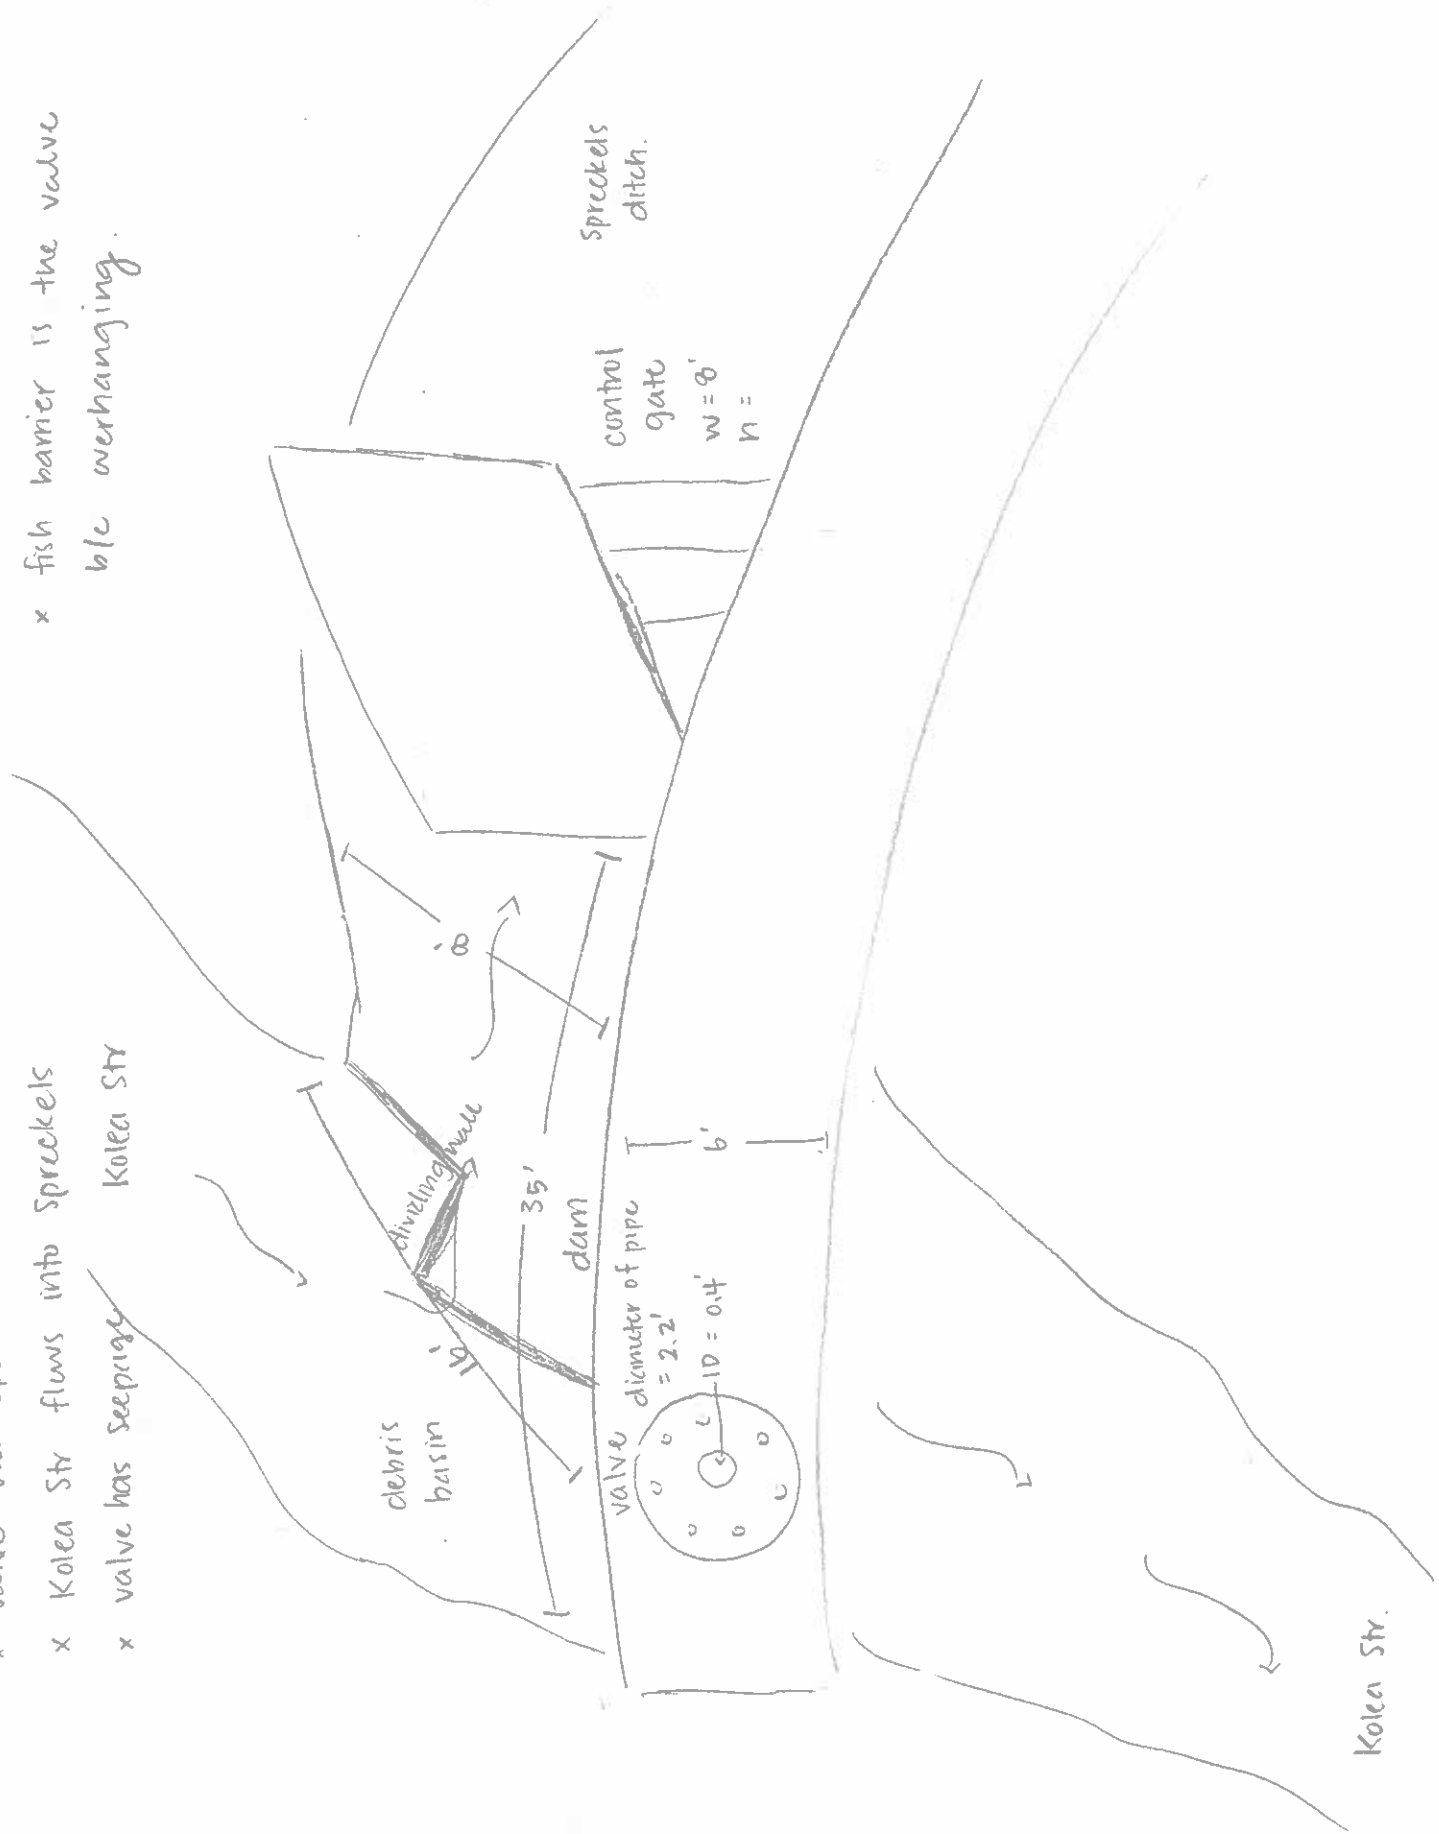 x Kolea Str flows into Spreckels
x valve has seepage
Kolea Str
x fish barrier is the valve
b/c overhanging.
debris
basin
dividing wall
16'
8'
35'
dam
valve
diameter of pipe
= 2.2'
ID = 0.4'
6'
control
gate
w = 8'
h =
Spreckels
ditch.
Kolea Str.